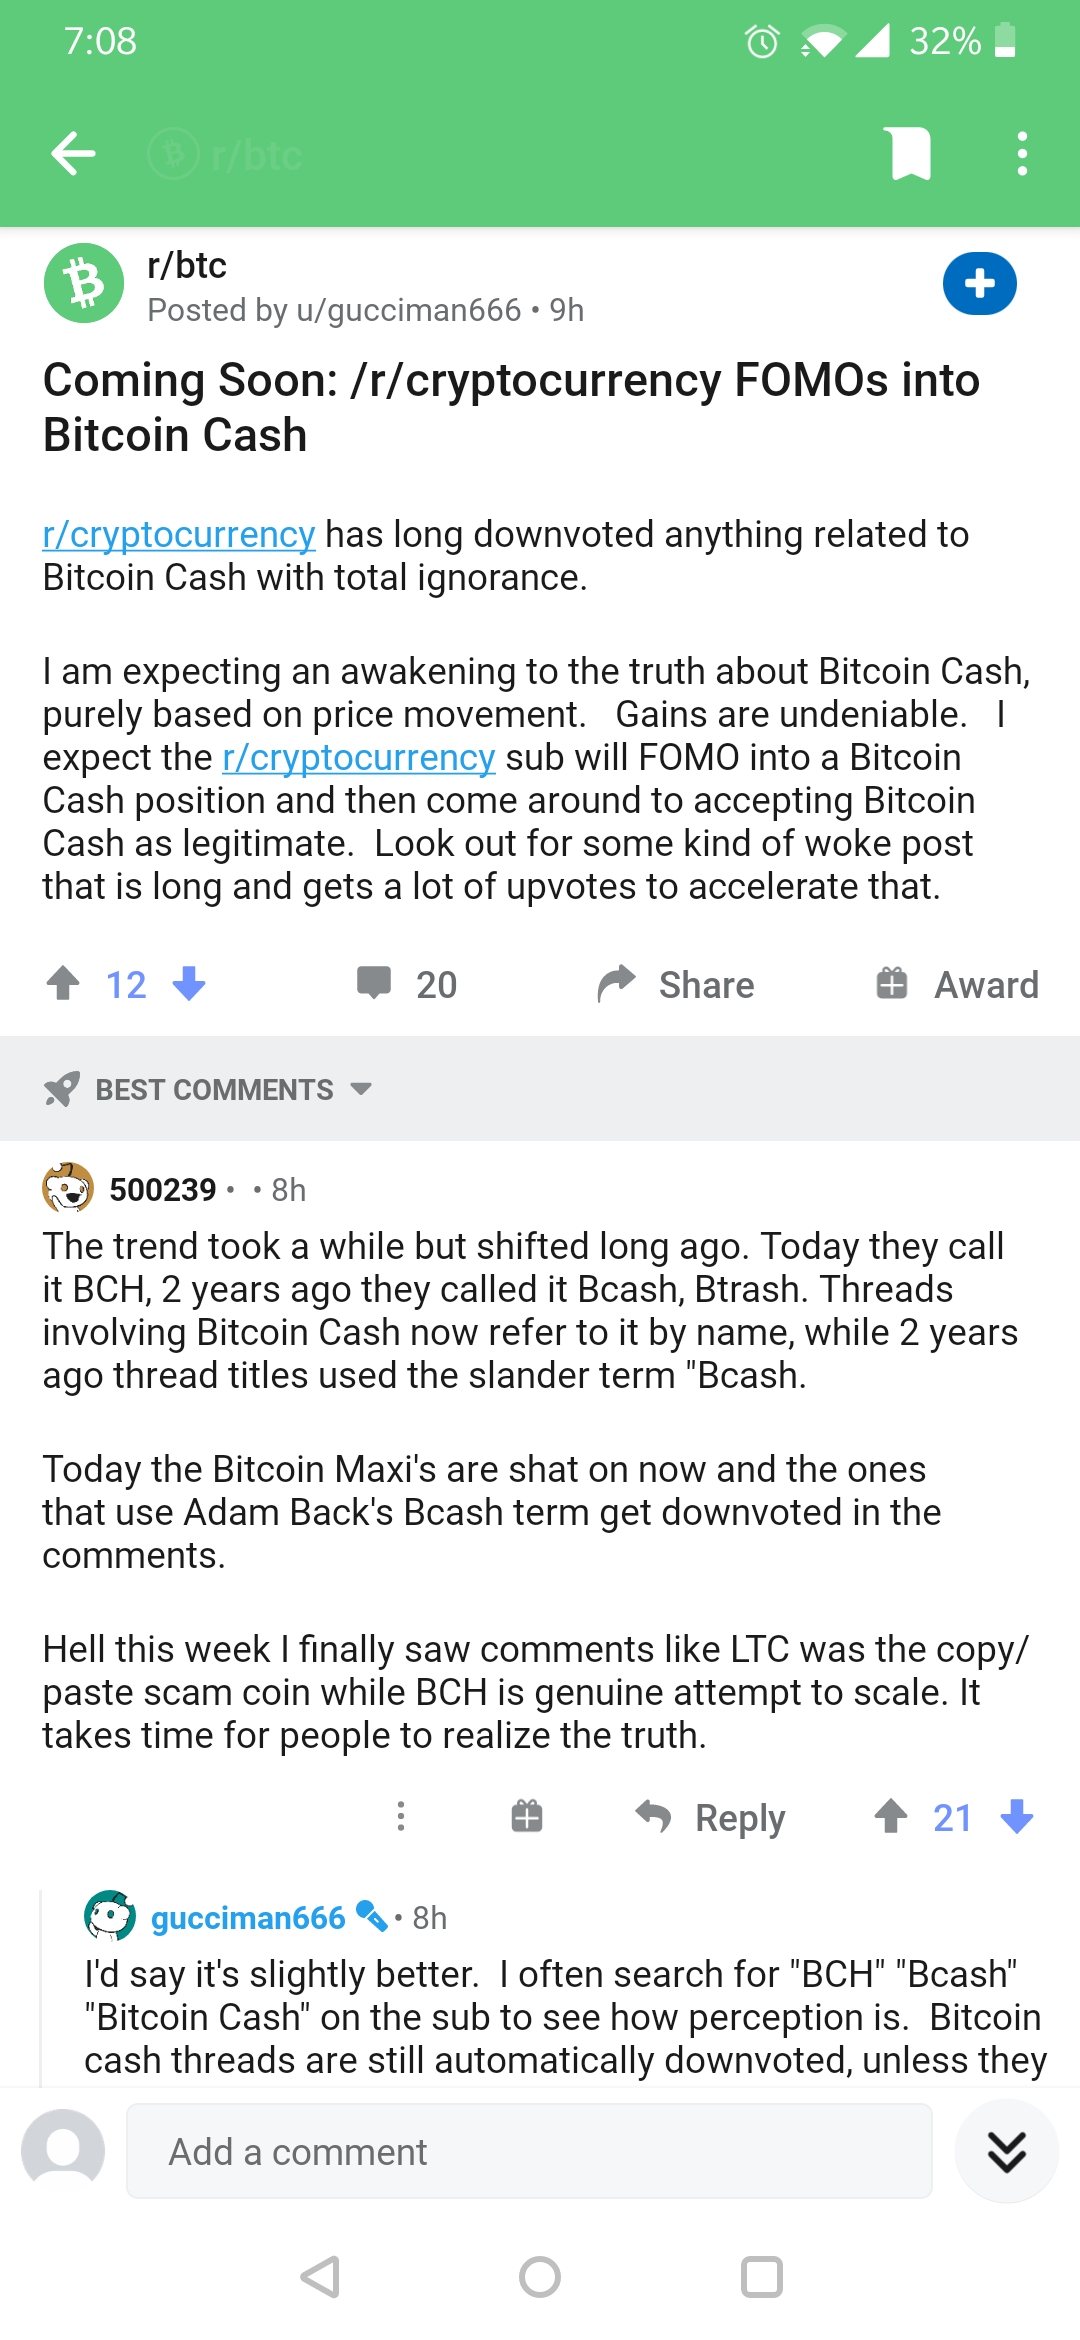 7:08
32%
r/btc
r/btc
Posted by u/gucciman666 • 9h
Coming Soon: /r/cryptocurrency FOMOs into
Bitcoin Cash
r/cryptocurrency has long downvoted anything related to
Bitcoin Cash with total ignorance.
I am expecting an awakening to the truth about Bitcoin Cash,
purely based on price movement.   Gains are undeniable.   I
expect the r/cryptocurrency sub will FOMO into a Bitcoin
Cash position and then come around to accepting Bitcoin
Cash as legitimate.  Look out for some kind of woke post
that is long and gets a lot of upvotes to accelerate that.
12 20 Share Award
BEST COMMENTS
500239 • • 8h
The trend took a while but shifted long ago. Today they call
it BCH, 2 years ago they called it Bcash, Btrash. Threads
involving Bitcoin Cash now refer to it by name, while 2 years
ago thread titles used the slander term "Bcash.
Today the Bitcoin Maxi's are shat on now and the ones
that use Adam Back's Bcash term get downvoted in the
comments.
Hell this week I finally saw comments like LTC was the copy/
paste scam coin while BCH is genuine attempt to scale. It
takes time for people to realize the truth.
Reply 21
gucciman666 • 8h
I'd say it's slightly better.  I often search for "BCH" "Bcash"
"Bitcoin Cash" on the sub to see how perception is.  Bitcoin
cash threads are still automatically downvoted, unless they
Add a comment